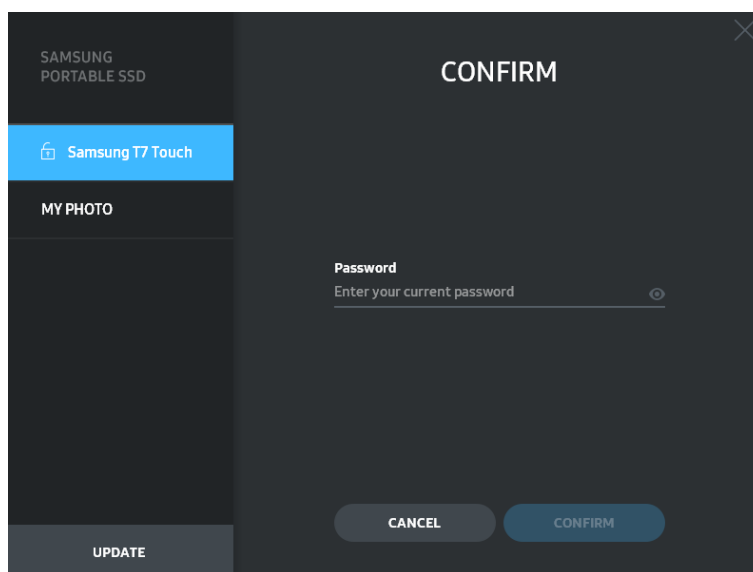 SAMSUNG
PORTABLE SSD
Samsung T7 Touch
MY PHOTO
UPDATE
CONFIRM
Password
Enter your current password
CANCEL
CONFIRM